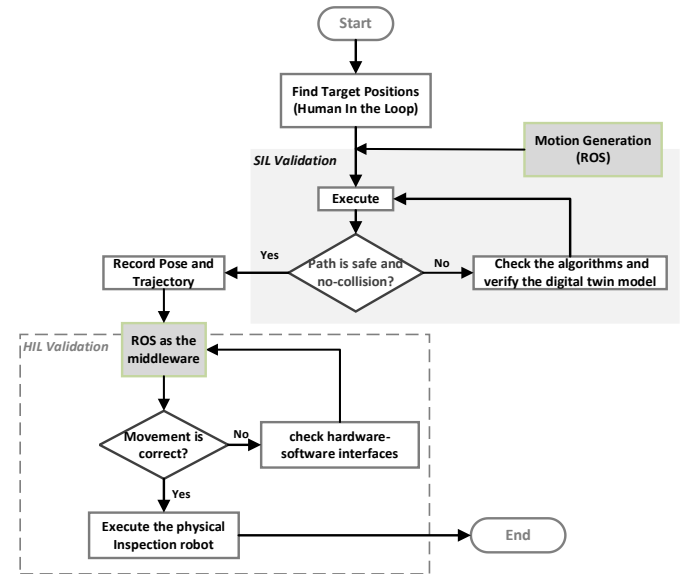 Start
Find Target Positions
(Human In the Loop)
Motion Generation
(ROS)
SIL Validation
Execute
Path is safe and
no-collision?
Yes
No
Record Pose and
Trajectory
Check the algorithms and
verify the digital twin model
HIL Validation
ROS as the
middleware
Movement is
correct?
No
check hardware-
software interfaces
Yes
Execute the physical
Inspection robot
End